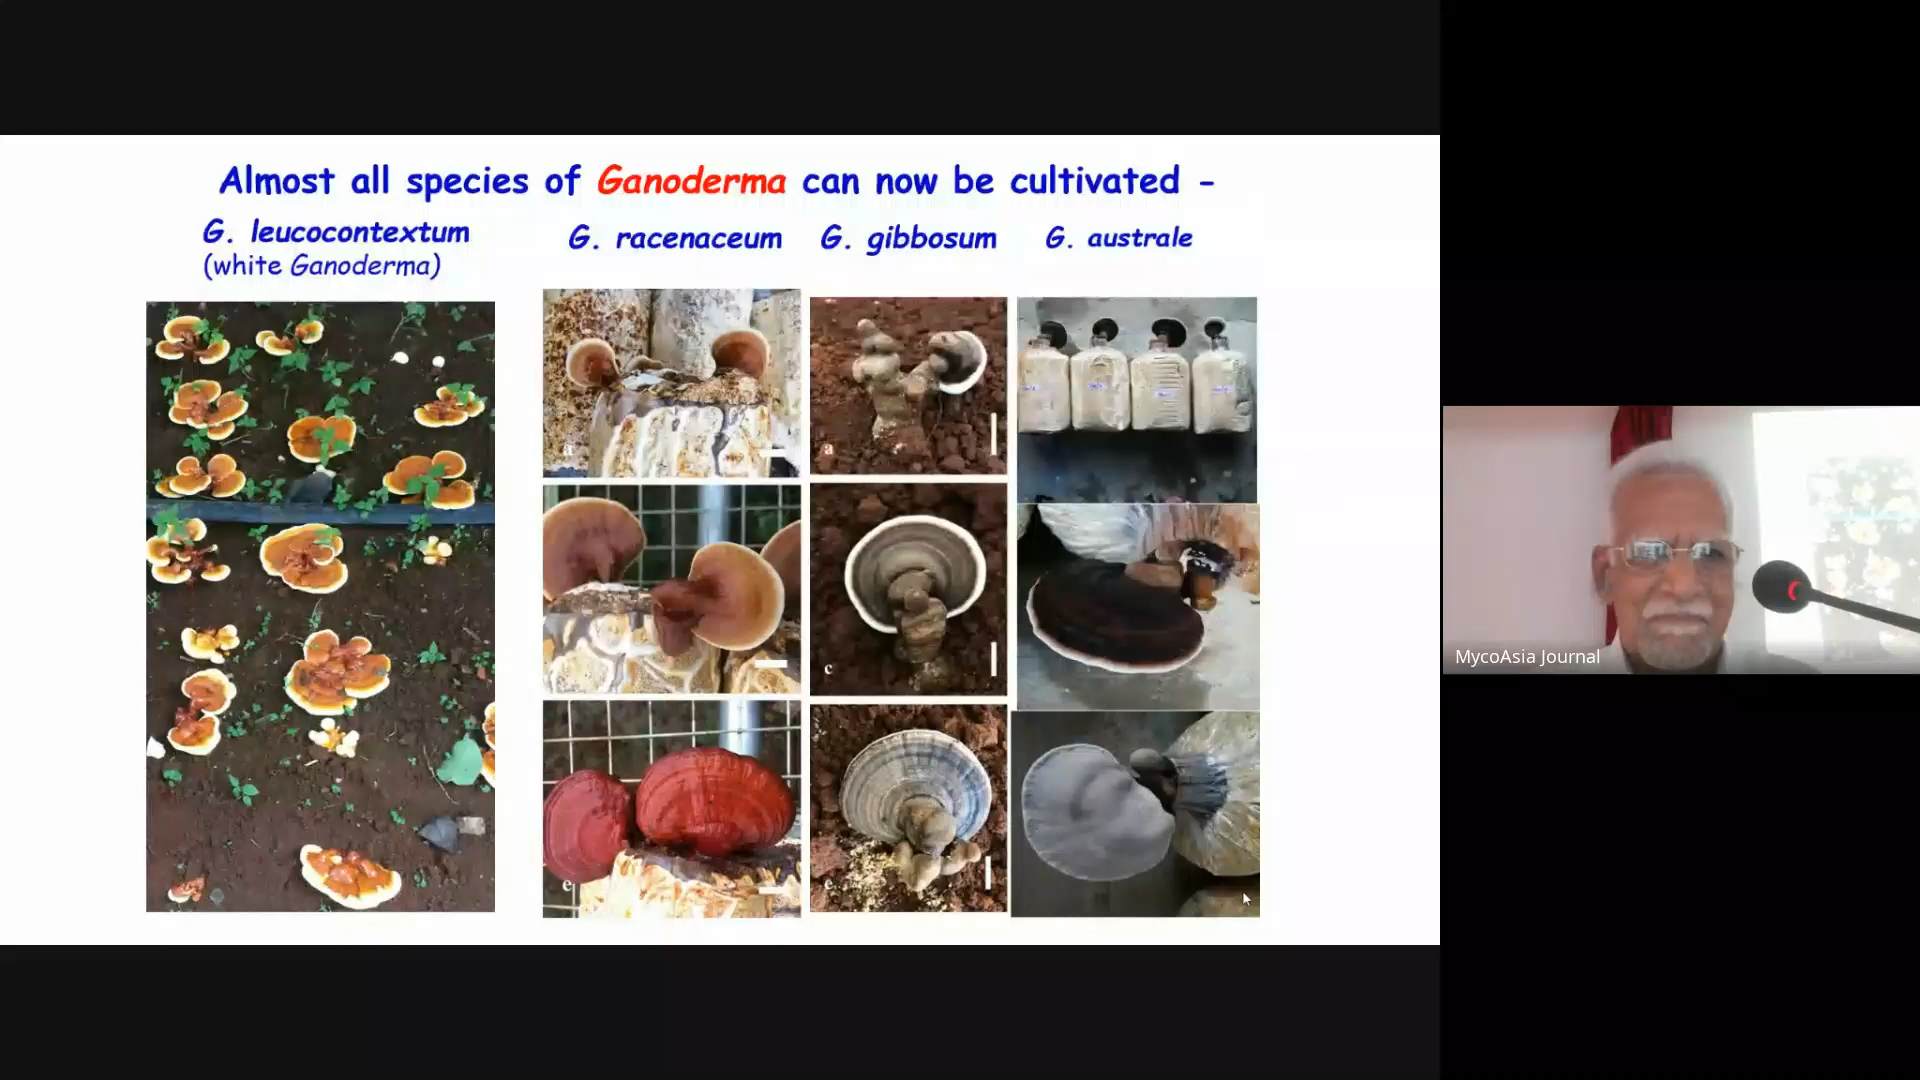 Almost all species of Ganoderma can now be cultivated -
G. leucocontextum
(white Ganoderma)
G. racenaceum
G. gibbosum
G. australe
a
c
e
MycoAsia Journal